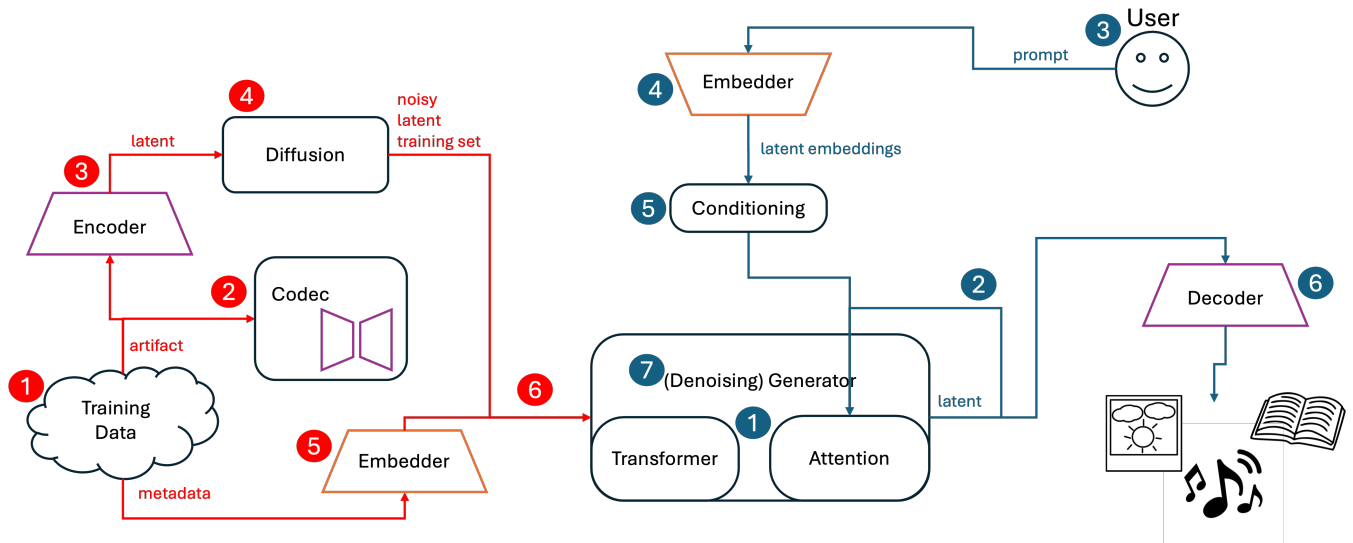 User
3
prompt
4
Embedder
4
noisy
latent
training set
latent
Diffusion
latent embeddings
3
5
Conditioning
Encoder
2
Codec
2
6
Decoder
artifact
1
Training
Data
7
(Denoising) Generator
6
latent
1
5
Embedder
Transformer
Attention
metadata